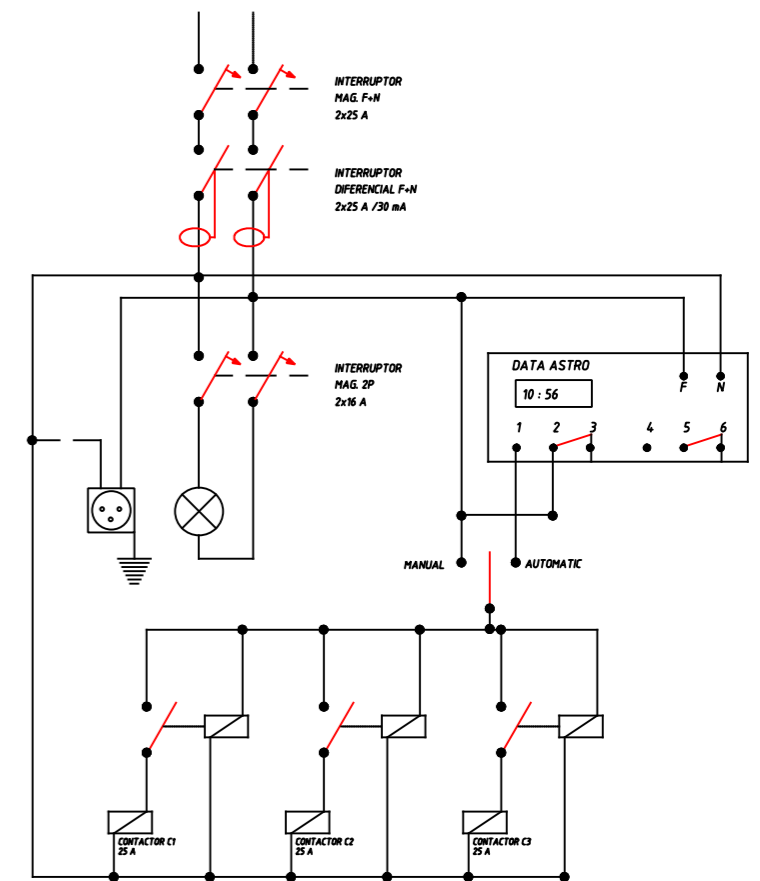 INTERRUPTOR
MAG. F+N
2x25 A
INTERRUPTOR
DIFERENCIAL F+N
2x25 A /30 mA
INTERRUPTOR
MAG. 2P
2x16 A
DATA ASTRO
10 : 56
F N
1 2 3 4 5 6
MANUAL AUTOMATIC
CONTACTOR C1
25 A
CONTACTOR C2
25 A
CONTACTOR C3
25 A